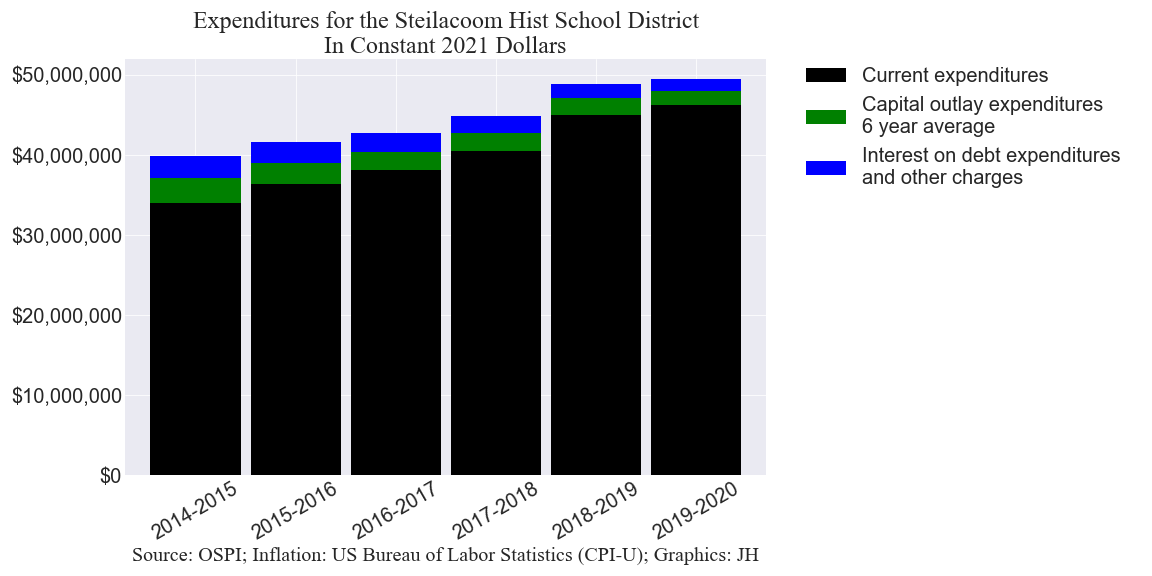 Expenditures for the Steilacoom Hist School District
In Constant 2021 Dollars
$50,000,000
$40,000,000
$30,000,000
$20,000,000
$10,000,000
$0
2014-2015
2015-2016
2016-2017
2017-2018
2018-2019
2019-2020
Current expenditures
Capital outlay expenditures
6 year average
Interest on debt expenditures
and other charges
Source: OSPI; Inflation: US Bureau of Labor Statistics (CPI-U); Graphics: JH